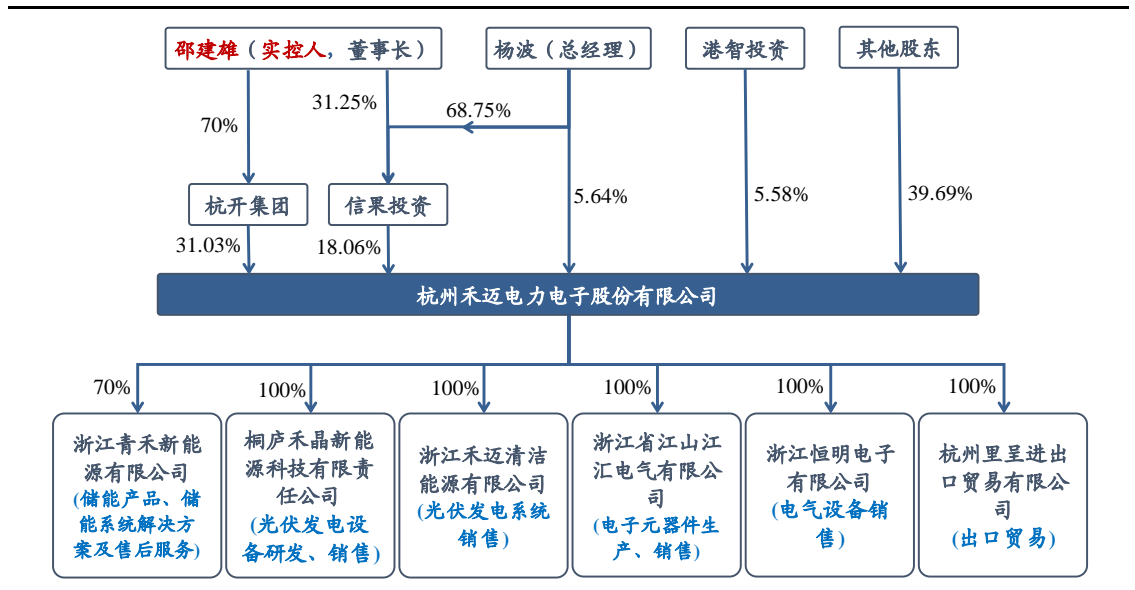 邵建雄（实控人，董事长）
杨波（总经理）
港智投资
其他股东
31.25%
68.75%
70%
杭开集团
信果投资
5.64%
5.58%
39.69%
31.03%
18.06%
杭州禾迈电力电子股份有限公司
70%
100%
100%
100%
100%
100%
浙江青禾新能
源有限公司
(储能产品、储
能系统解决方
案及售后服务)
桐庐禾晶新能
源科技有限责
任公司
(光伏发电设
备研发、销售)
浙江禾迈清洁
能源有限公司
(光伏发电系统
销售)
浙江省江山江
汇电气有限公
司
(电子元器件生
产、销售)
浙江恒明电子
有限公司
(电气设备销
售)
杭州里呈进出
口贸易有限公
司
(出口贸易)